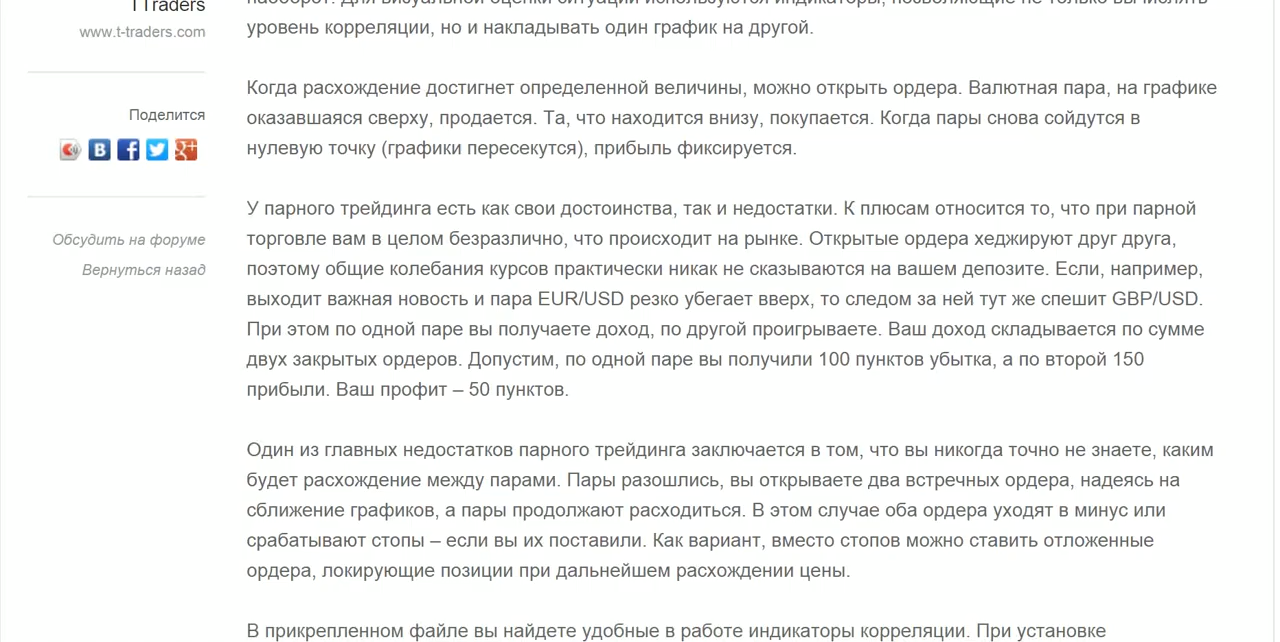 TTraders
www.t-traders.com
Поделится
Обсудить на форуме
Вернуться назад
наоборот. Для визуальной оценки ситуации используются индикаторы, позволяющие не только вычислять
уровень корреляции, но и накладывать один график на другой.
Когда расхождение достигнет определенной величины, можно открыть ордера. Валютная пара, на графике
оказавшаяся сверху, продается. Та, что находится внизу, покупается. Когда пары снова сойдутся в
нулевую точку (графики пересекутся), прибыль фиксируется.
У парного трейдинга есть как свои достоинства, так и недостатки. К плюсам относится то, что при парной
торговле вам в целом безразлично, что происходит на рынке. Открытые ордера хеджируют друг друга,
поэтому общие колебания курсов практически никак не сказываются на вашем депозите. Если, например,
выходит важная новость и пара EUR/USD резко убегает вверх, то следом за ней тут же спешит GBP/USD.
При этом по одной паре вы получаете доход, по другой проигрываете. Ваш доход складывается по сумме
двух закрытых ордеров. Допустим, по одной паре вы получили 100 пунктов убытка, а по второй 150
прибыли. Ваш профит – 50 пунктов.
Один из главных недостатков парного трейдинга заключается в том, что вы никогда точно не знаете, каким
будет расхождение между парами. Пары разошлись, вы открываете два встречных ордера, надеясь на
сближение графиков, а пары продолжают расходиться. В этом случае оба ордера уходят в минус или
срабатывают стопы – если вы их поставили. Как вариант, вместо стопов можно ставить отложенные
ордера, локирующие позиции при дальнейшем расхождении цены.
В прикрепленном файле вы найдете удобные в работе индикаторы корреляции. При установке